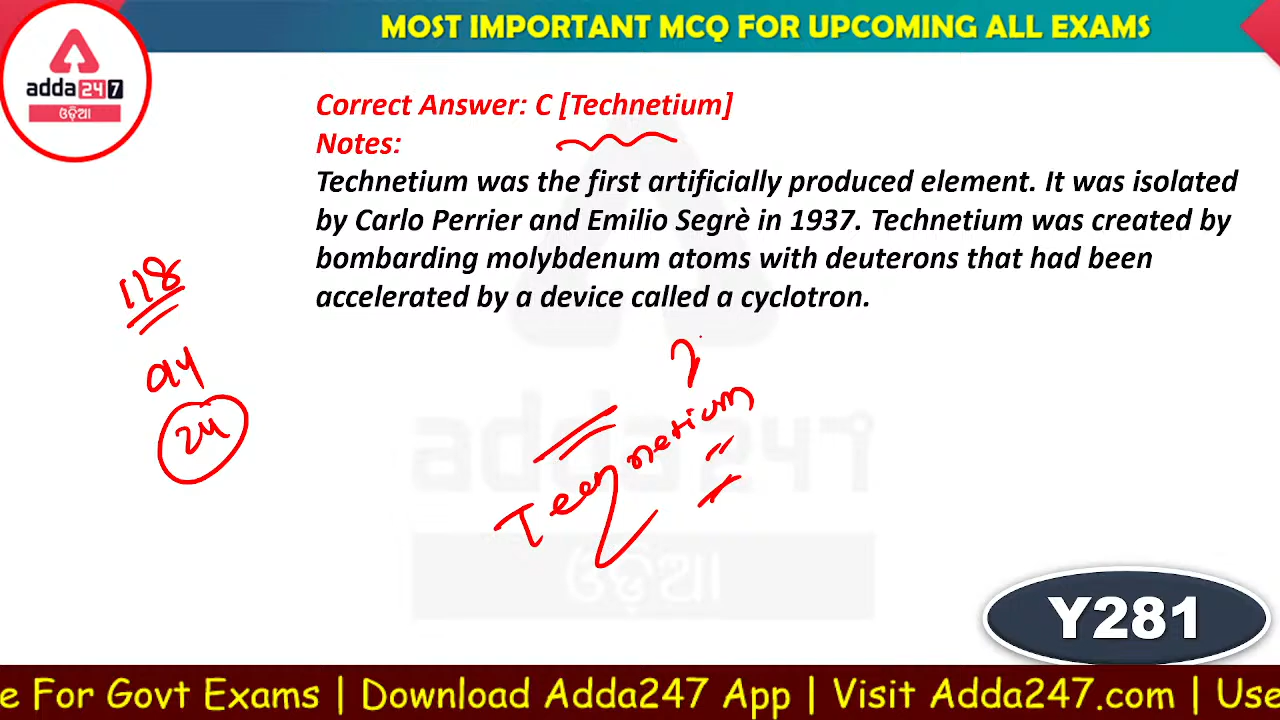 MOST IMPORTANT MCQ FOR UPCOMING ALL EXAMS
adda247
ଓଡ଼ିଆ
Correct Answer: C [Technetium]
Notes:
Technetium was the first artificially produced element. It was isolated
by Carlo Perrier and Emilio Segrè in 1937. Technetium was created by
bombarding molybdenum atoms with deuterons that had been
accelerated by a device called a cyclotron.
118
94
24
adda247
ଓଡ଼ିଆ
Y281
e For Govt Exams | Download Adda247 App | Visit Adda247.com | Use